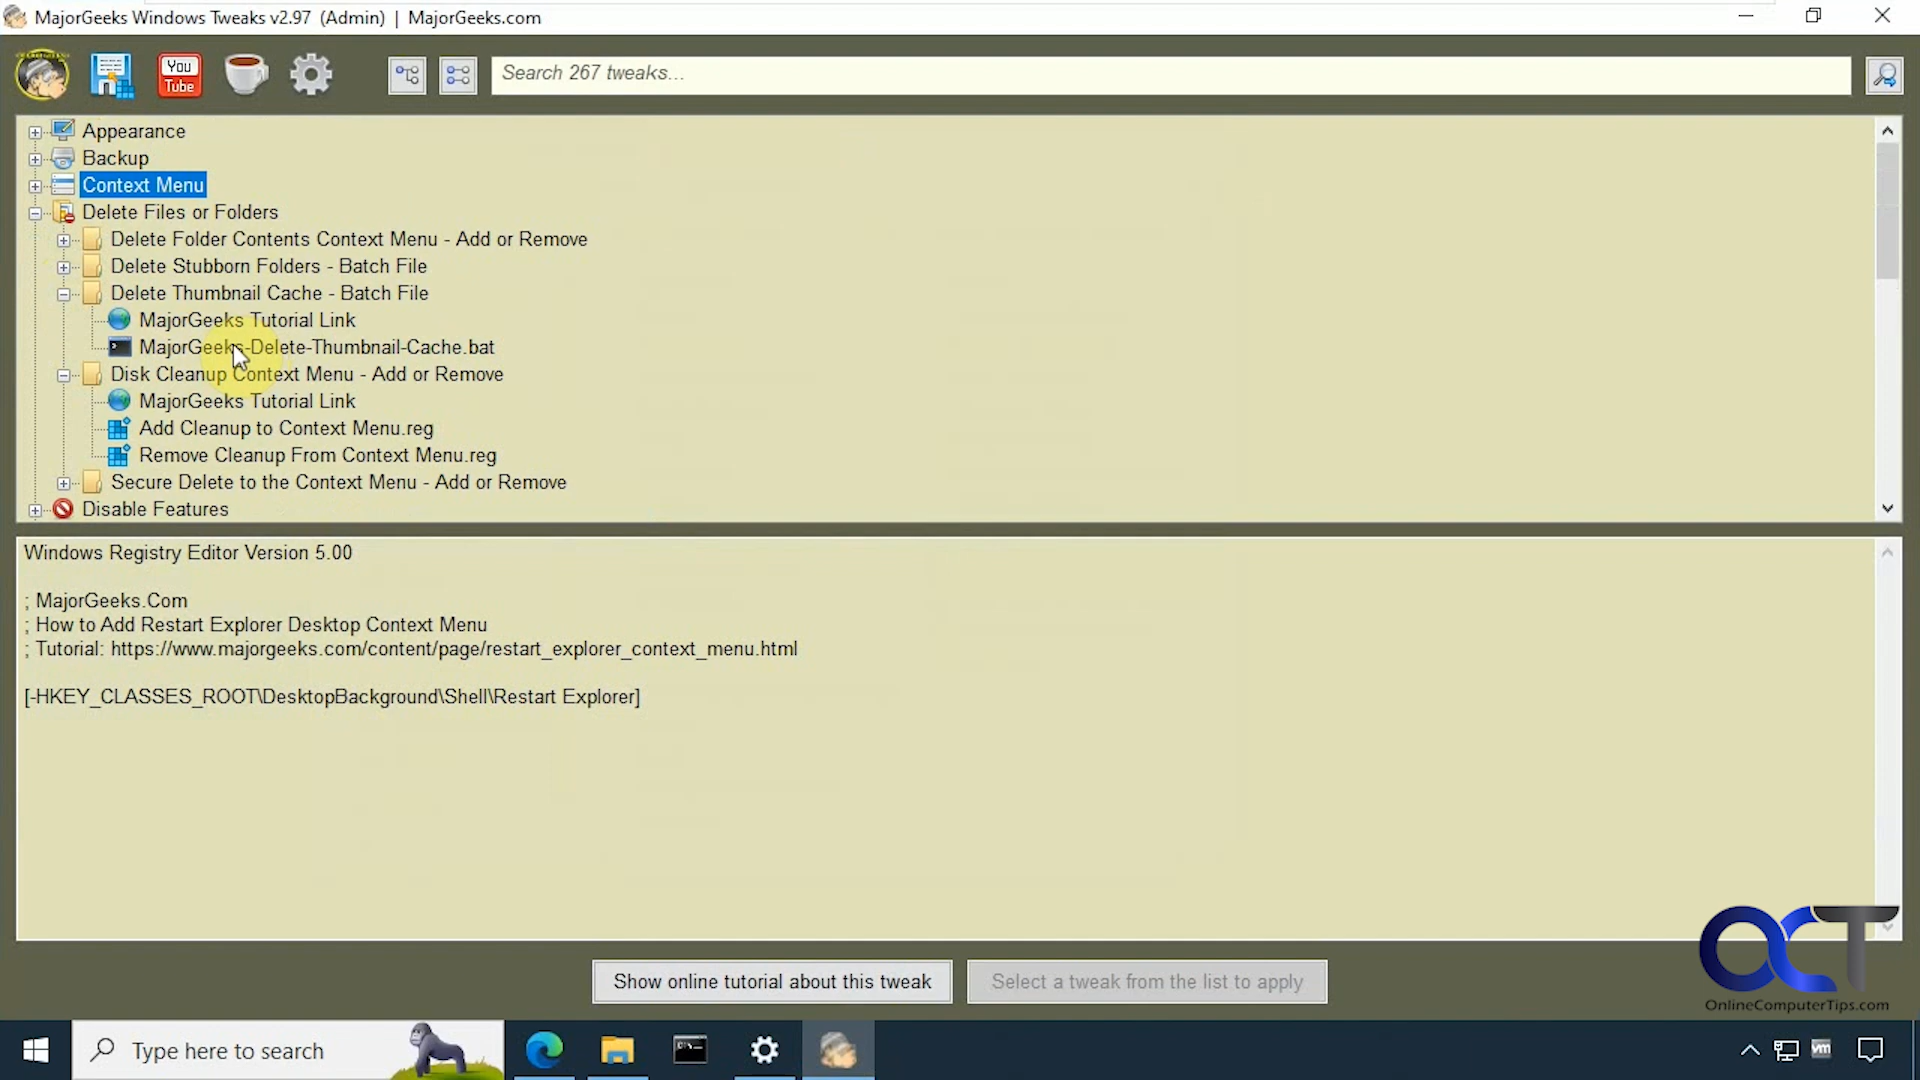 MajorGeeks Windows Tweaks v2.97 (Admin) | MajorGeeks.com
You
Tube
Search 267 tweaks...
Appearance
Backup
Context Menu
Delete Files or Folders
Delete Folder Contents Context Menu - Add or Remove
Delete Stubborn Folders - Batch File
Delete Thumbnail Cache - Batch File
MajorGeeks Tutorial Link
MajorGeeks-Delete-Thumbnail-Cache.bat
Disk Cleanup Context Menu - Add or Remove
MajorGeeks Tutorial Link
Add Cleanup to Context Menu.reg
Remove Cleanup From Context Menu.reg
Secure Delete to the Context Menu - Add or Remove
Disable Features
Windows Registry Editor Version 5.00
; MajorGeeks.Com
; How to Add Restart Explorer Desktop Context Menu
; Tutorial: https://www.majorgeeks.com/content/page/restart_explorer_context_menu.html
[-HKEY_CLASSES_ROOT\DesktopBackground\Shell\Restart Explorer]
Show online tutorial about this tweak
Select a tweak from the list to apply
OCT
OnlineComputerTips.com
Type here to search
vm